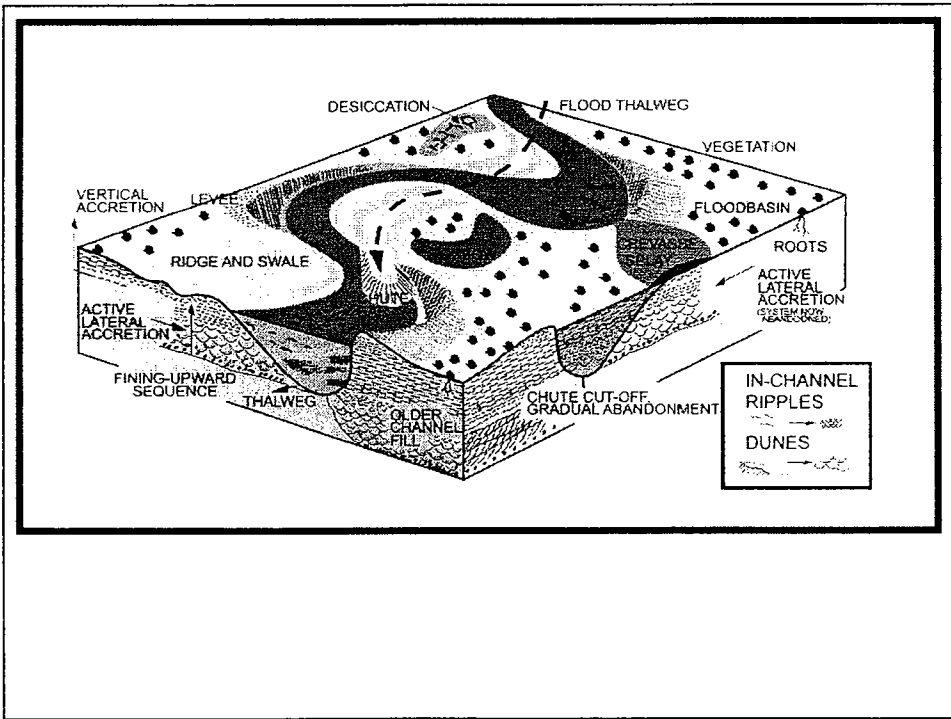 DESICCATION
FLOOD THALWEG
VEGETATION
VERTICAL
ACCRETION
LEVEE
FLOODBASIN
ROOTS
CREVASSE
SPLAY
RIDGE AND SWALE
CHUTE
ACTIVE
LATERAL
ACCRETION
(SYSTEM NOW
ABANDONED)
ACTIVE
LATERAL
ACCRETION
FINING-UPWARD
SEQUENCE
THALWEG
OLDER
CHANNEL
FILL
CHUTE CUT-OFF,
GRADUAL ABANDONMENT
IN-CHANNEL
RIPPLES
DUNES